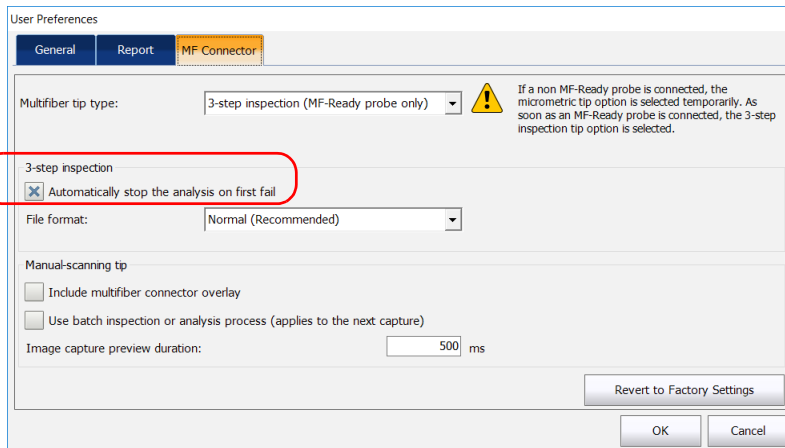 User Preferences
General Report MF Connector
Multifiber tip type: 3-step inspection (MF-Ready probe only)
If a non MF-Ready probe is connected, the
micrometric tip option is selected temporarily. As
soon as an MF-Ready probe is connected, the 3-step
inspection tip option is selected.
3-step inspection
Automatically stop the analysis on first fail
File format: Normal (Recommended)
Manual-scanning tip
Include multifiber connector overlay
Use batch inspection or analysis process (applies to the next capture)
Image capture preview duration: 500 ms
Revert to Factory Settings
OK Cancel